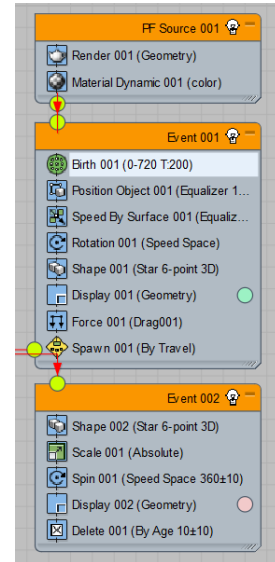 PF Source 001
Render 001 (Geometry)
Material Dynamic 001 (color)
Event 001
Birth 001 (0-720 T:200)
Position Object 001 (Equalizer 1...
Speed By Surface 001 (Equaliz...
Rotation 001 (Speed Space)
Shape 001 (Star 6-point 3D)
Display 001 (Geometry)
Force 001 (Drag001)
Spawn 001 (By Travel)
Event 002
Shape 002 (Star 6-point 3D)
Scale 001 (Absolute)
Spin 001 (Speed Space 360±10)
Display 002 (Geometry)
Delete 001 (By Age 10±10)